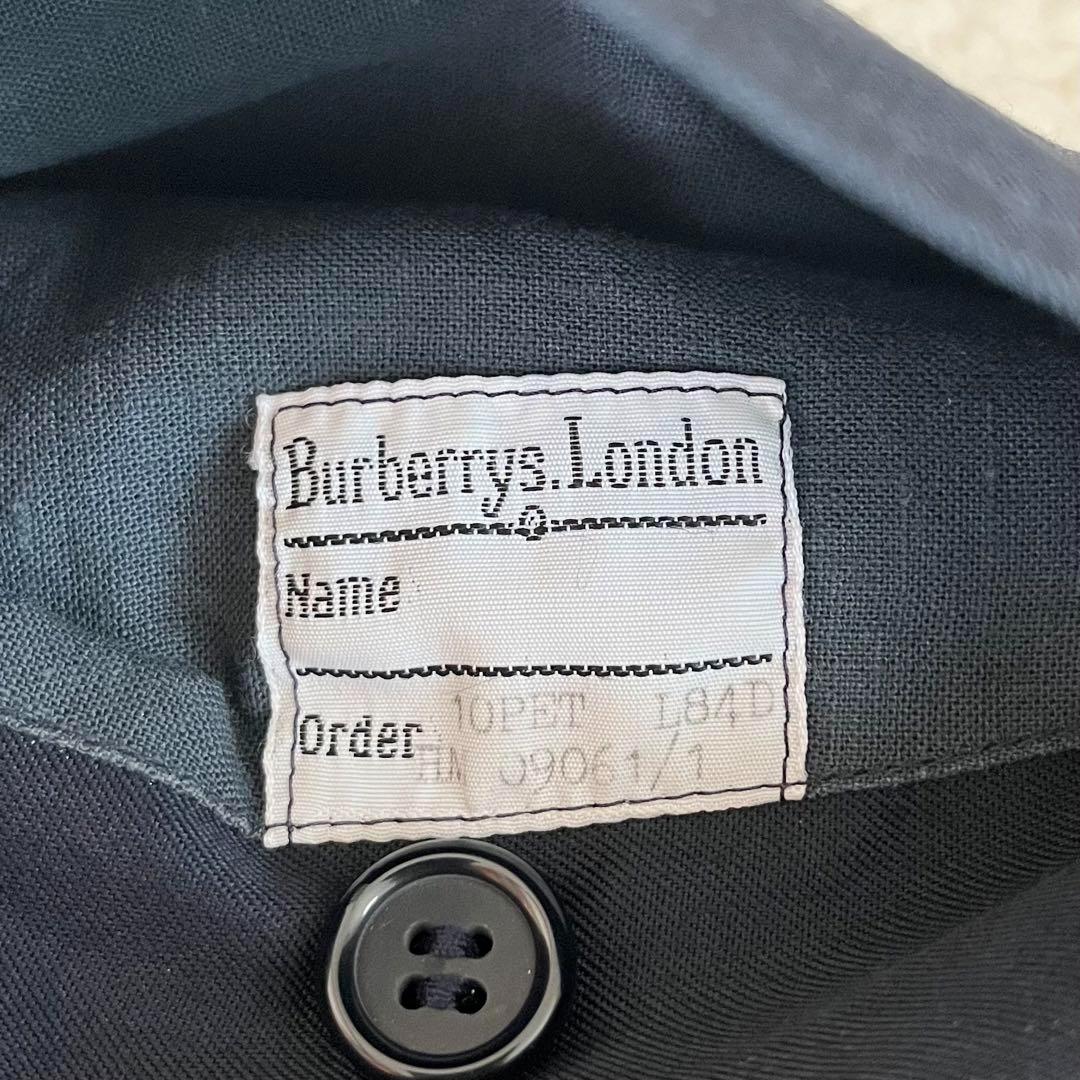 Burberrys.London
Name
Order 10PET L84D
09061/1